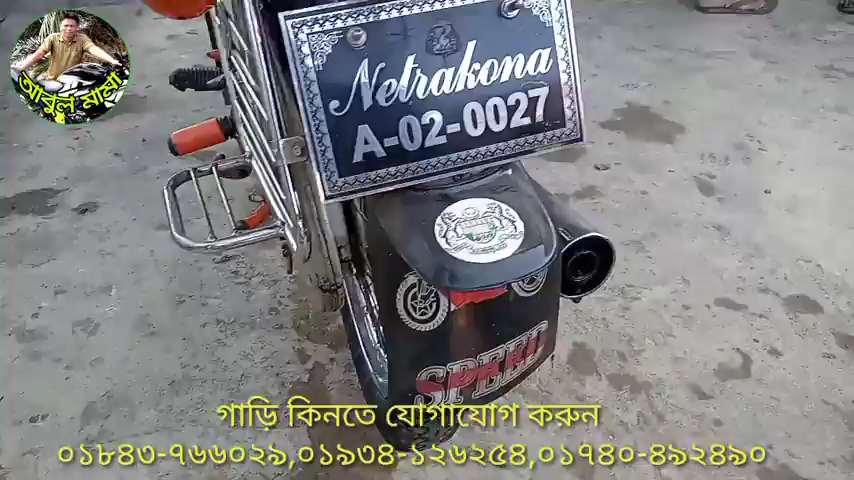 আবুল মামা
Netrakona
A-02-0027
SPEED
গাড়ি কিনতে যোগাযোগ করুন
০১৮৪৩-৭৬৬০২৯,০১৯৩৪-১২৬২৫৪,০১৭৪০-৪৯২৪৯০